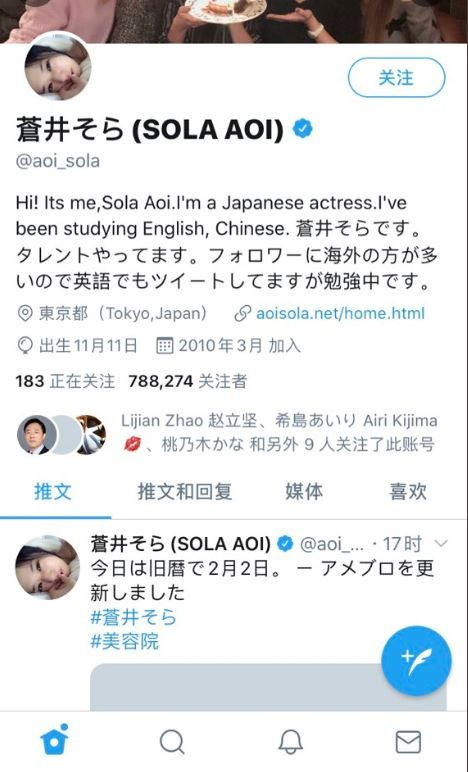 关注
蒼井そら (SOLA AOI)
@aoi_sola
Hi! Its me,Sola Aoi.I'm a Japanese actress.I've
been studying English, Chinese. 蒼井そらです。
タレントやってます。フォロワーに海外の方が多
いので英語でもツイートしてますが勉強中です。
東京都（Tokyo,Japan） aoisola.net/home.html
出生11月11日 2010年3月 加入
183 正在关注 788,274 关注者
Lijian Zhao 赵立坚、希島あいり Airi Kijima
💋、桃乃木かな 和另外 9 人关注了此账号
推文 推文和回复 媒体 喜欢
蒼井そら (SOLA AOI) @aoi_... · 17时
今日は旧暦で2月2日。 ー アメブロを更
新しました
#蒼井そら
#美容院